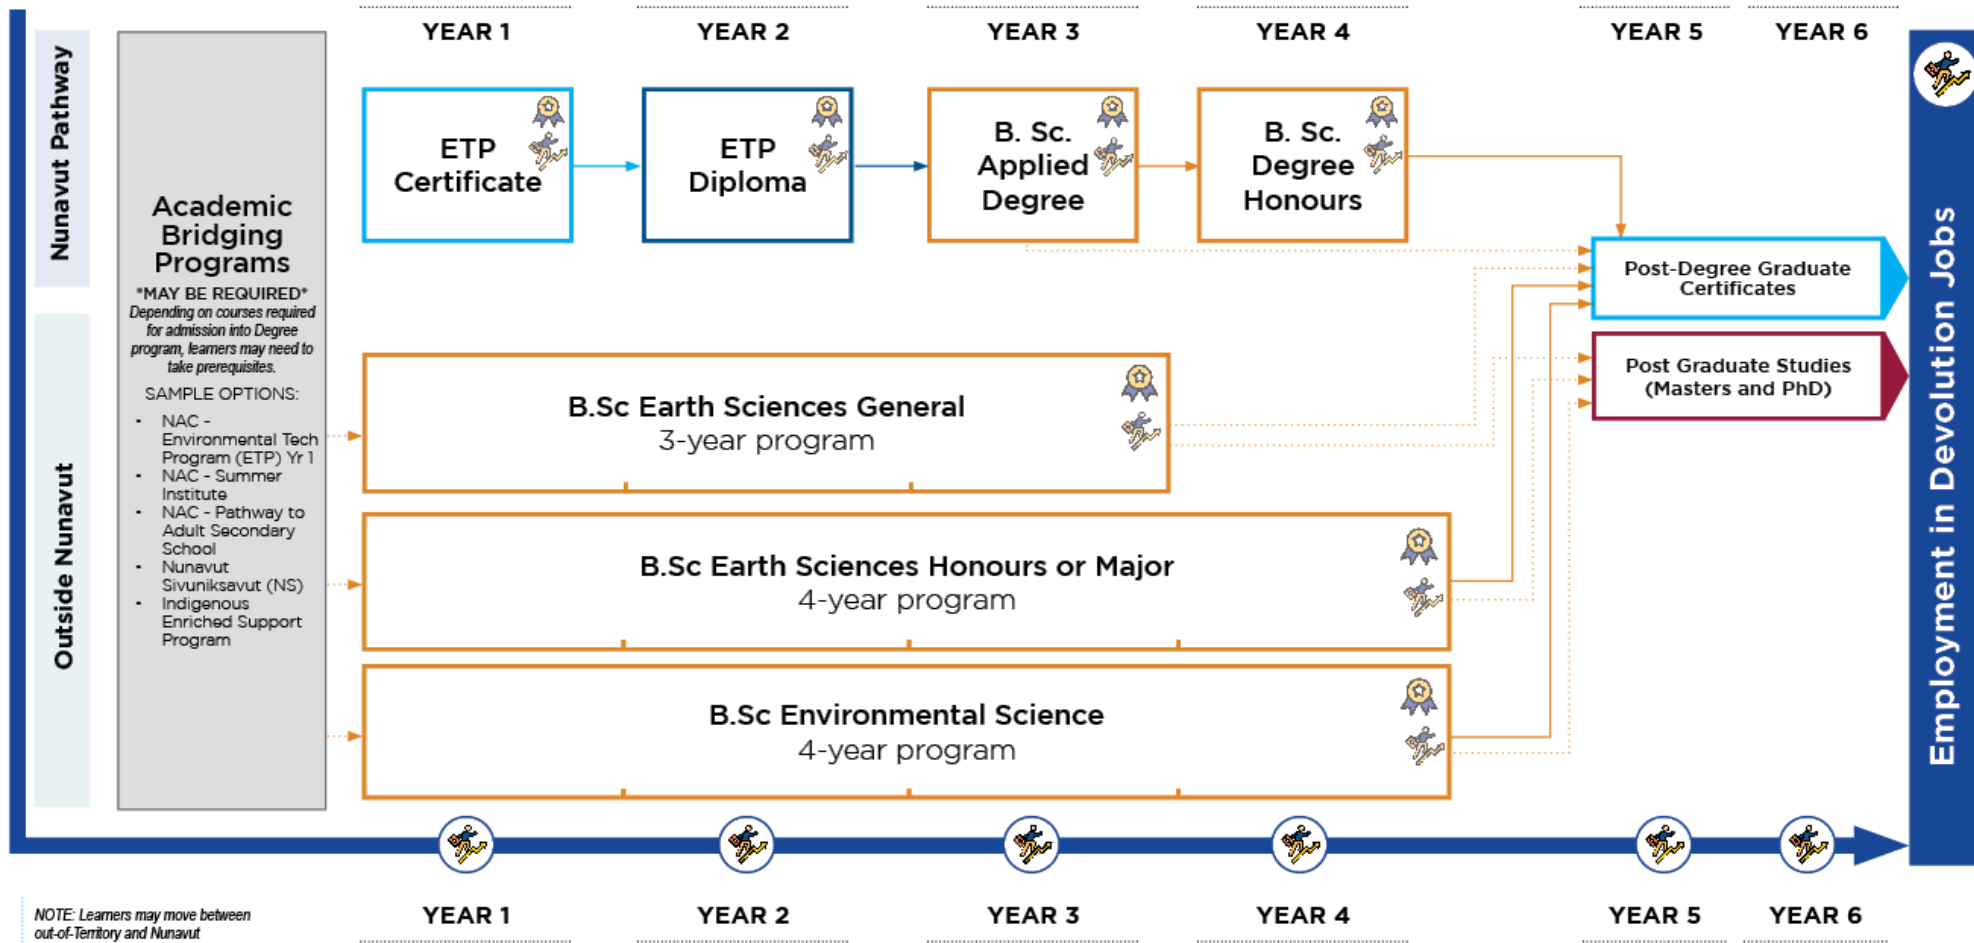 YEAR 1
YEAR 2
YEAR 3
YEAR 4
YEAR 5
YEAR 6
Nunavut Pathway
Outside Nunavut
Academic
Bridging
Programs
*MAY BE REQUIRED*
Depending on courses required
for admission into Degree
program, learners may need to
take prerequisites.
SAMPLE OPTIONS:
- NAC -
Environmental Tech
Program (ETP) Yr 1
- NAC - Summer
Institute
- NAC - Pathway to
Adult Secondary
School
- Nunavut
Sivuniksavut (NS)
- Indigenous
Enriched Support
Program
ETP
Certificate
ETP
Diploma
B. Sc.
Applied
Degree
B. Sc.
Degree
Honours
Post-Degree Graduate
Certificates
Post Graduate Studies
(Masters and PhD)
B.Sc Earth Sciences General
3-year program
B.Sc Earth Sciences Honours or Major
4-year program
B.Sc Environmental Science
4-year program
Employment in Devolution Jobs
NOTE: Learners may move between
out-of-Territory and Nunavut
YEAR 1
YEAR 2
YEAR 3
YEAR 4
YEAR 5
YEAR 6